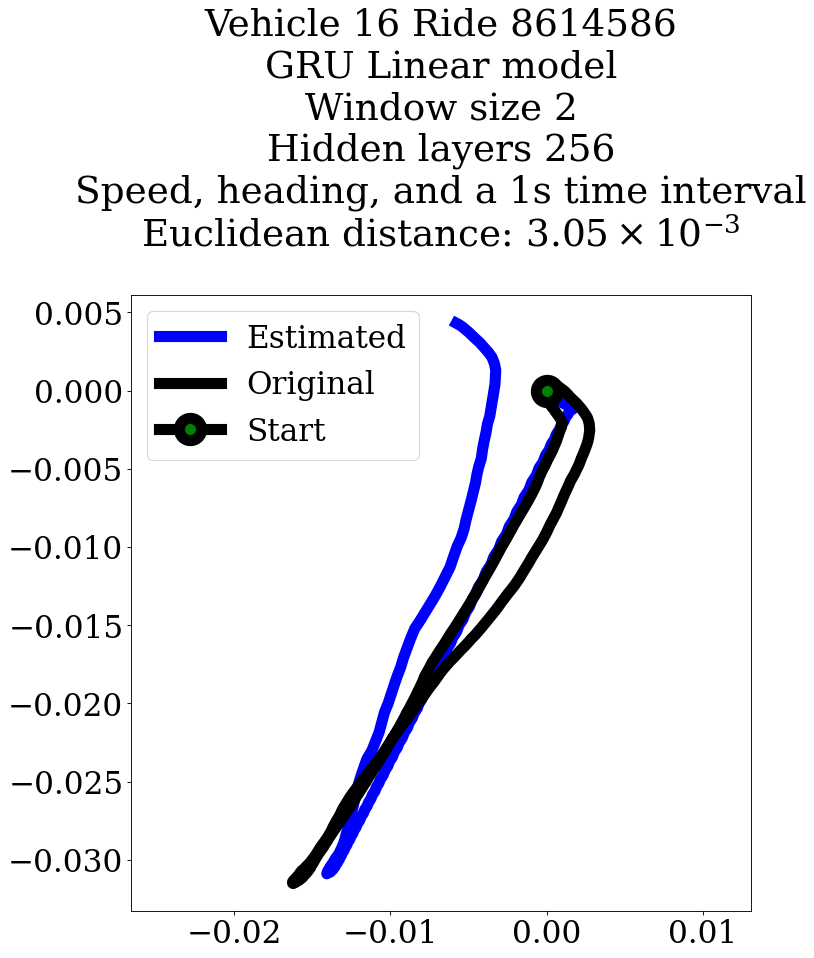 Vehicle 16 Ride 8614586
GRU Linear model
Window size 2
Hidden layers 256
Speed, heading, and a 1s time interval
Euclidean distance: 3.05 × 10⁻³
Estimated
Original
Start
0.005
0.000
−0.005
−0.010
−0.015
−0.020
−0.025
−0.030
−0.02 −0.01 0.00 0.01